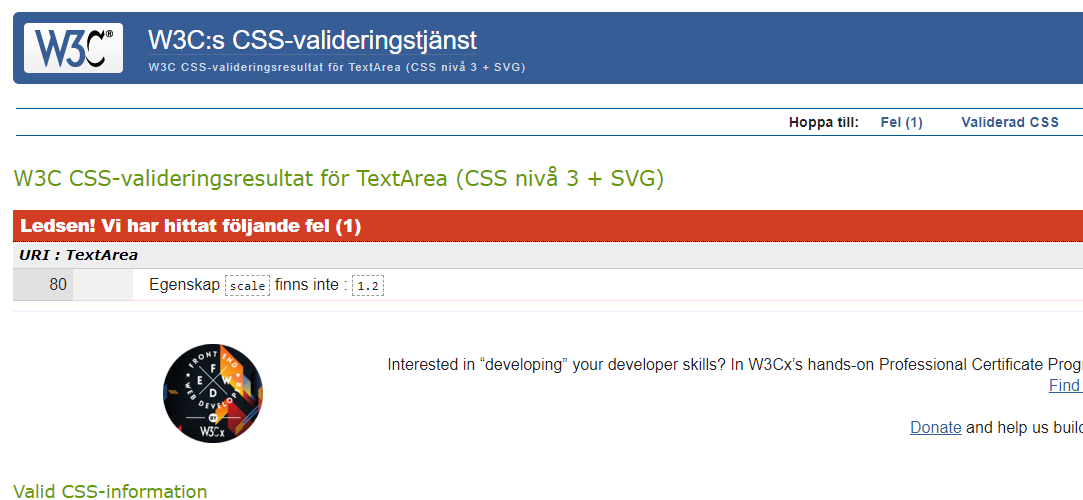 W3C®
W3C:s CSS-valideringstjänst
W3C CSS-valideringsresultat för TextArea (CSS nivå 3 + SVG)
Hoppa till: Fel (1) Validerad CSS
W3C CSS-valideringsresultat för TextArea (CSS nivå 3 + SVG)
Ledsen! Vi har hittat följande fel (1)
URI : TextArea
80 Egenskap scale finns inte : 1.2
FRONT END
F
E W
D
WEB DEVELOPER
BY
W3Cx
Interested in “developing” your developer skills? In W3Cx’s hands-on Professional Certificate Prog
Find
Donate and help us build
Valid CSS-information